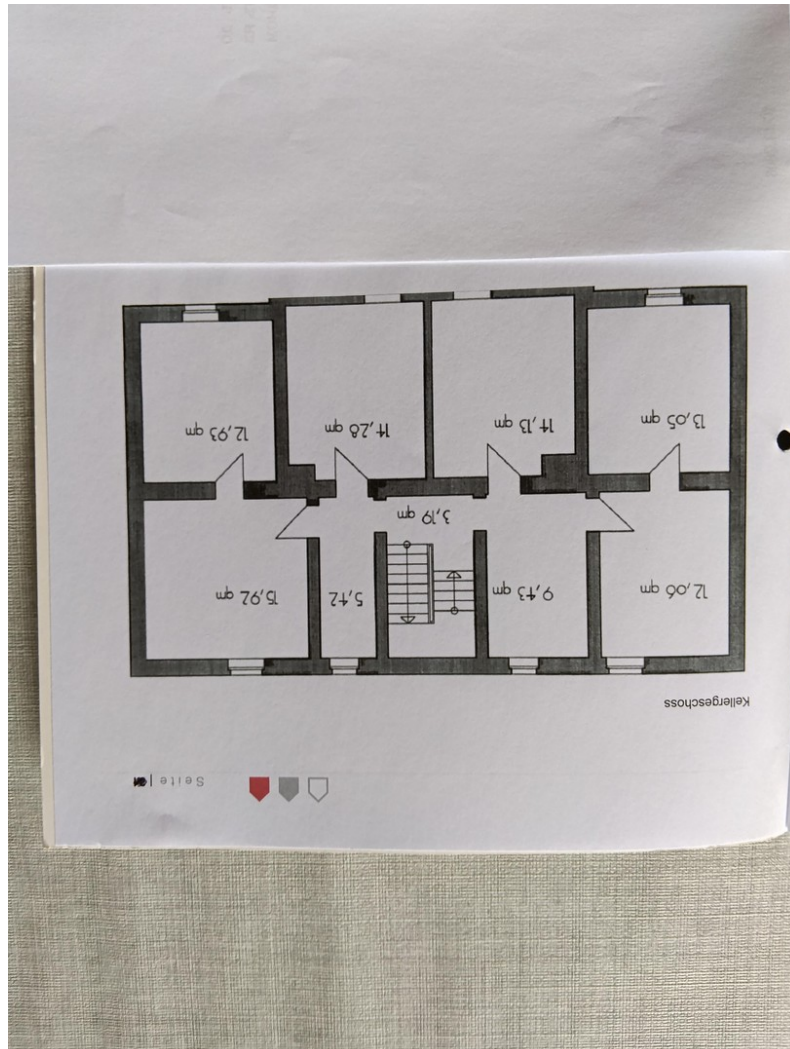 Seite |
Kellergeschoss
12,06 qm
9,43 qm
5,42
15,92 qm
3,19 qm
13,05 qm
14,13 qm
14,28 qm
12,93 qm